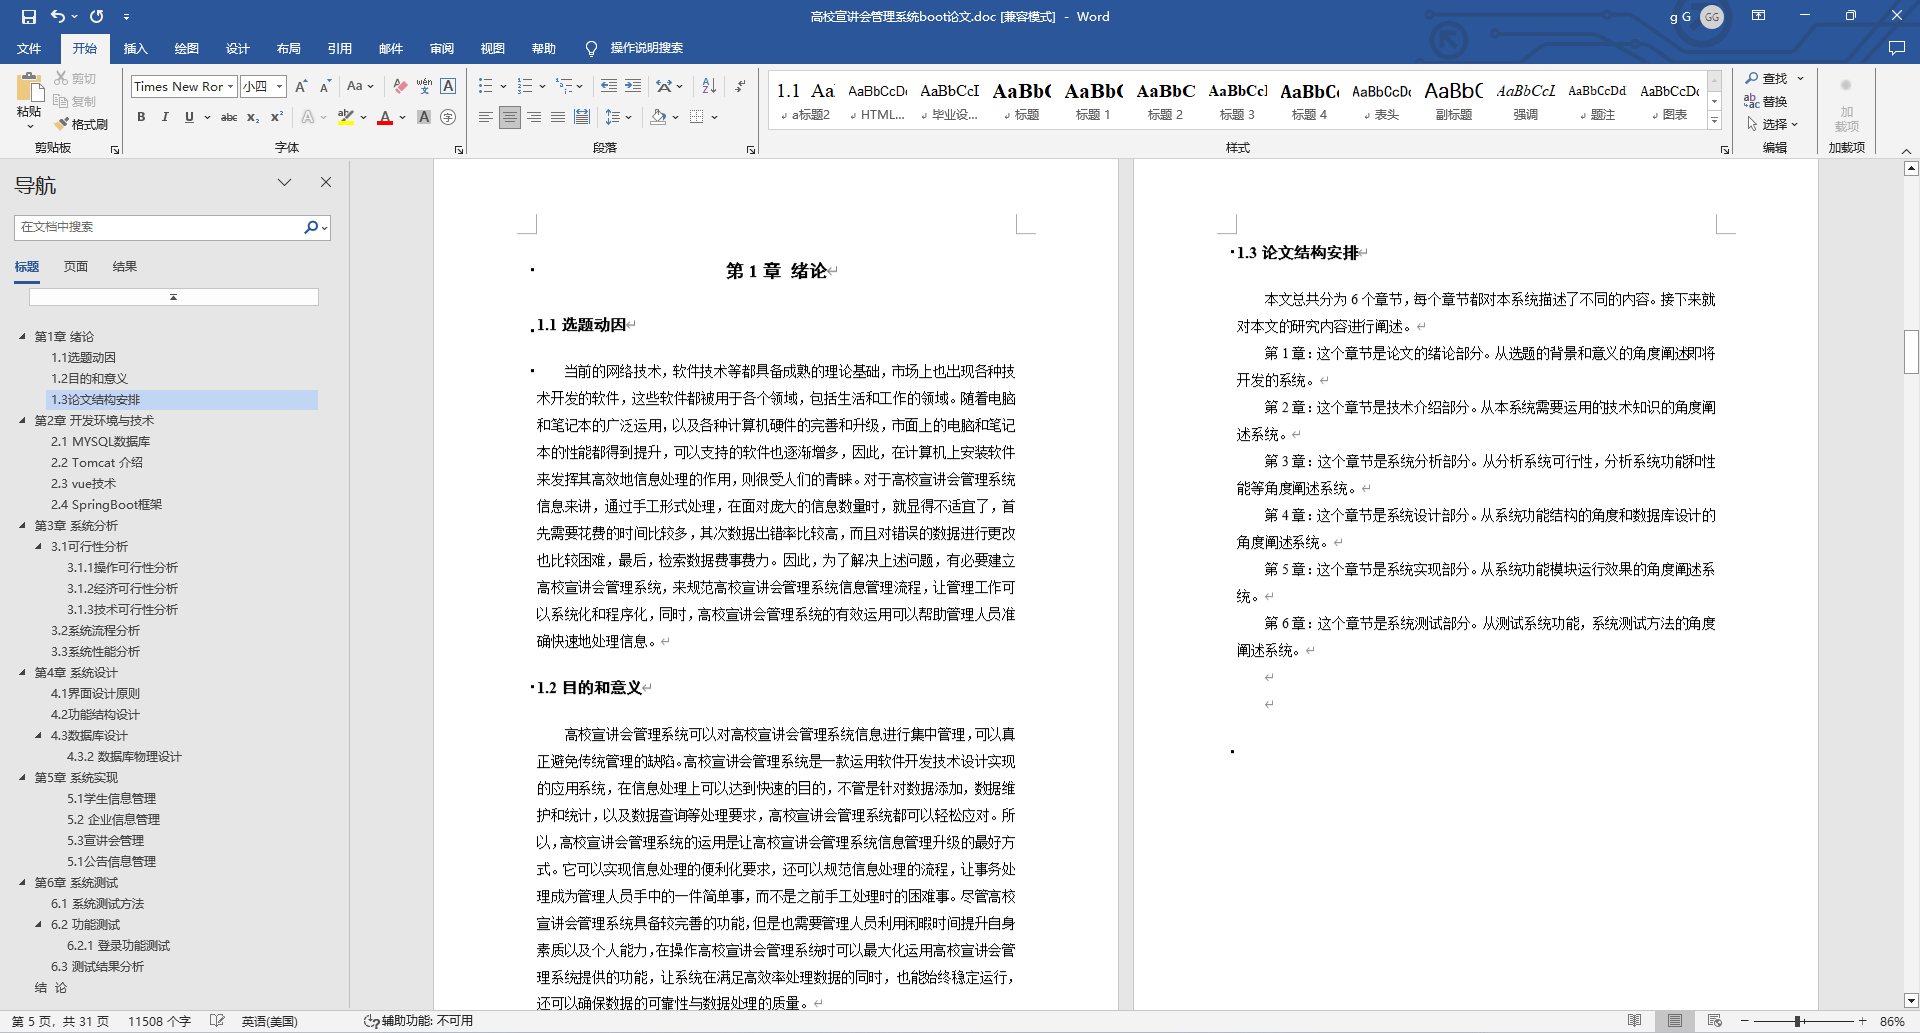 高校宣讲会管理系统boot论文.doc [兼容模式] - Word
g G
GG
文件 开始 插入 绘图 设计 布局 引用 邮件 审阅 视图 帮助 操作说明搜索
粘贴
剪切
复制
格式刷
剪贴板
Times New Ror 小四
字体
段落
1.1 Aa AaBbCcDc AaBbCcI AaBb( AaBb( AaBbC AaBbCcI AaBbC AaBbCcDc AaBbC AaBbCcL AaBbCcDd AaBbCcDc
a标题2 HTML... 毕业设... 标题 标题 1 标题 2 标题 3 标题 4 表头 副标题 强调 题注 图表
样式
查找
替换
选择
编辑
加
载项
加载项
导航
在文档中搜索
标题 页面 结果
第1章 绪论
1.1选题动因
1.2目的和意义
1.3论文结构安排
第2章 开发环境与技术
2.1 MYSQL数据库
2.2 Tomcat 介绍
2.3 vue技术
2.4 SpringBoot框架
第3章 系统分析
3.1可行性分析
3.1.1操作可行性分析
3.1.2经济可行性分析
3.1.3技术可行性分析
3.2系统流程分析
3.3系统性能分析
第4章 系统设计
4.1界面设计原则
4.2功能结构设计
4.3数据库设计
4.3.2 数据库物理设计
第5章 系统实现
5.1学生信息管理
5.2 企业信息管理
5.3宣讲会管理
5.1公告信息管理
第6章 系统测试
6.1 系统测试方法
6.2 功能测试
6.2.1 登录功能测试
6.3 测试结果分析
结 论
第 1 章 绪论
1.1 选题动因
当前的网络技术，软件技术等都具备成熟的理论基础，市场上也出现各种技
术开发的软件，这些软件都被用于各个领域，包括生活和工作的领域。随着电脑
和笔记本的广泛运用，以及各种计算机硬件的完善和升级，市面上的电脑和笔记
本的性能都得到提升，可以支持的软件也逐渐增多，因此，在计算机上安装软件
来发挥其高效地信息处理的作用，则很受人们的青睐。对于高校宣讲会管理系统
信息来讲，通过手工形式处理，在面对庞大的信息数量时，就显得不适宜了，首
先需要花费的时间比较多，其次数据出错率比较高，而且对错误的数据进行更改
也比较困难，最后，检索数据费事费力。因此，为了解决上述问题，有必要建立
高校宣讲会管理系统，来规范高校宣讲会管理系统信息管理流程，让管理工作可
以系统化和程序化，同时，高校宣讲会管理系统的有效运用可以帮助管理人员准
确快速地处理信息。
1.2 目的和意义
高校宣讲会管理系统可以对高校宣讲会管理系统信息进行集中管理，可以真
正避免传统管理的缺陷。高校宣讲会管理系统是一款运用软件开发技术设计实现
的应用系统，在信息处理上可以达到快速的目的，不管是针对数据添加，数据维
护和统计，以及数据查询等处理要求，高校宣讲会管理系统都可以轻松应对。所
以，高校宣讲会管理系统的运用是让高校宣讲会管理系统信息管理升级的最好方
式。它可以实现信息处理的便利化要求，还可以规范信息处理的流程，让事务处
理成为管理人员手中的一件简单事，而不是之前手工处理时的困难事。尽管高校
宣讲会管理系统具备较完善的功能，但是也需要管理人员利用闲暇时间提升自身
素质以及个人能力，在操作高校宣讲会管理系统时可以最大化运用高校宣讲会管
理系统提供的功能，让系统在满足高效率处理数据的同时，也能始终稳定运行，
还可以确保数据的可靠性与数据处理的质量。
1.3 论文结构安排
本文总共分为 6 个章节，每个章节都对本系统描述了不同的内容。接下来就
对本文的研究内容进行阐述。
第 1 章：这个章节是论文的绪论部分。从选题的背景和意义的角度阐述即将
开发的系统。
第 2 章：这个章节是技术介绍部分。从本系统需要运用的技术知识的角度阐
述系统。
第 3 章：这个章节是系统分析部分。从分析系统可行性，分析系统功能和性
能等角度阐述系统。
第 4 章：这个章节是系统设计部分。从系统功能结构的角度和数据库设计的
角度阐述系统。
第 5 章：这个章节是系统实现部分。从系统功能模块运行效果的角度阐述系
统。
第 6 章：这个章节是系统测试部分。从测试系统功能，系统测试方法的角度
阐述系统。
第 5 页，共 31 页 11508 个字 英语(美国) 辅助功能: 不可用 86%